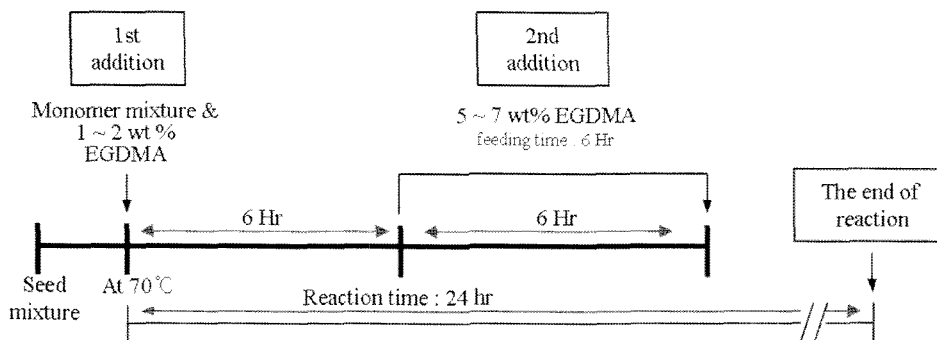 1st
addition
2nd
addition
Monomer mixture &
1 ~ 2 wt %
EGDMA
5 ~ 7 wt% EGDMA
feeding time : 6 Hr
The end of
reaction
6 Hr
6 Hr
Seed
mixture
At 70℃
Reaction time : 24 hr